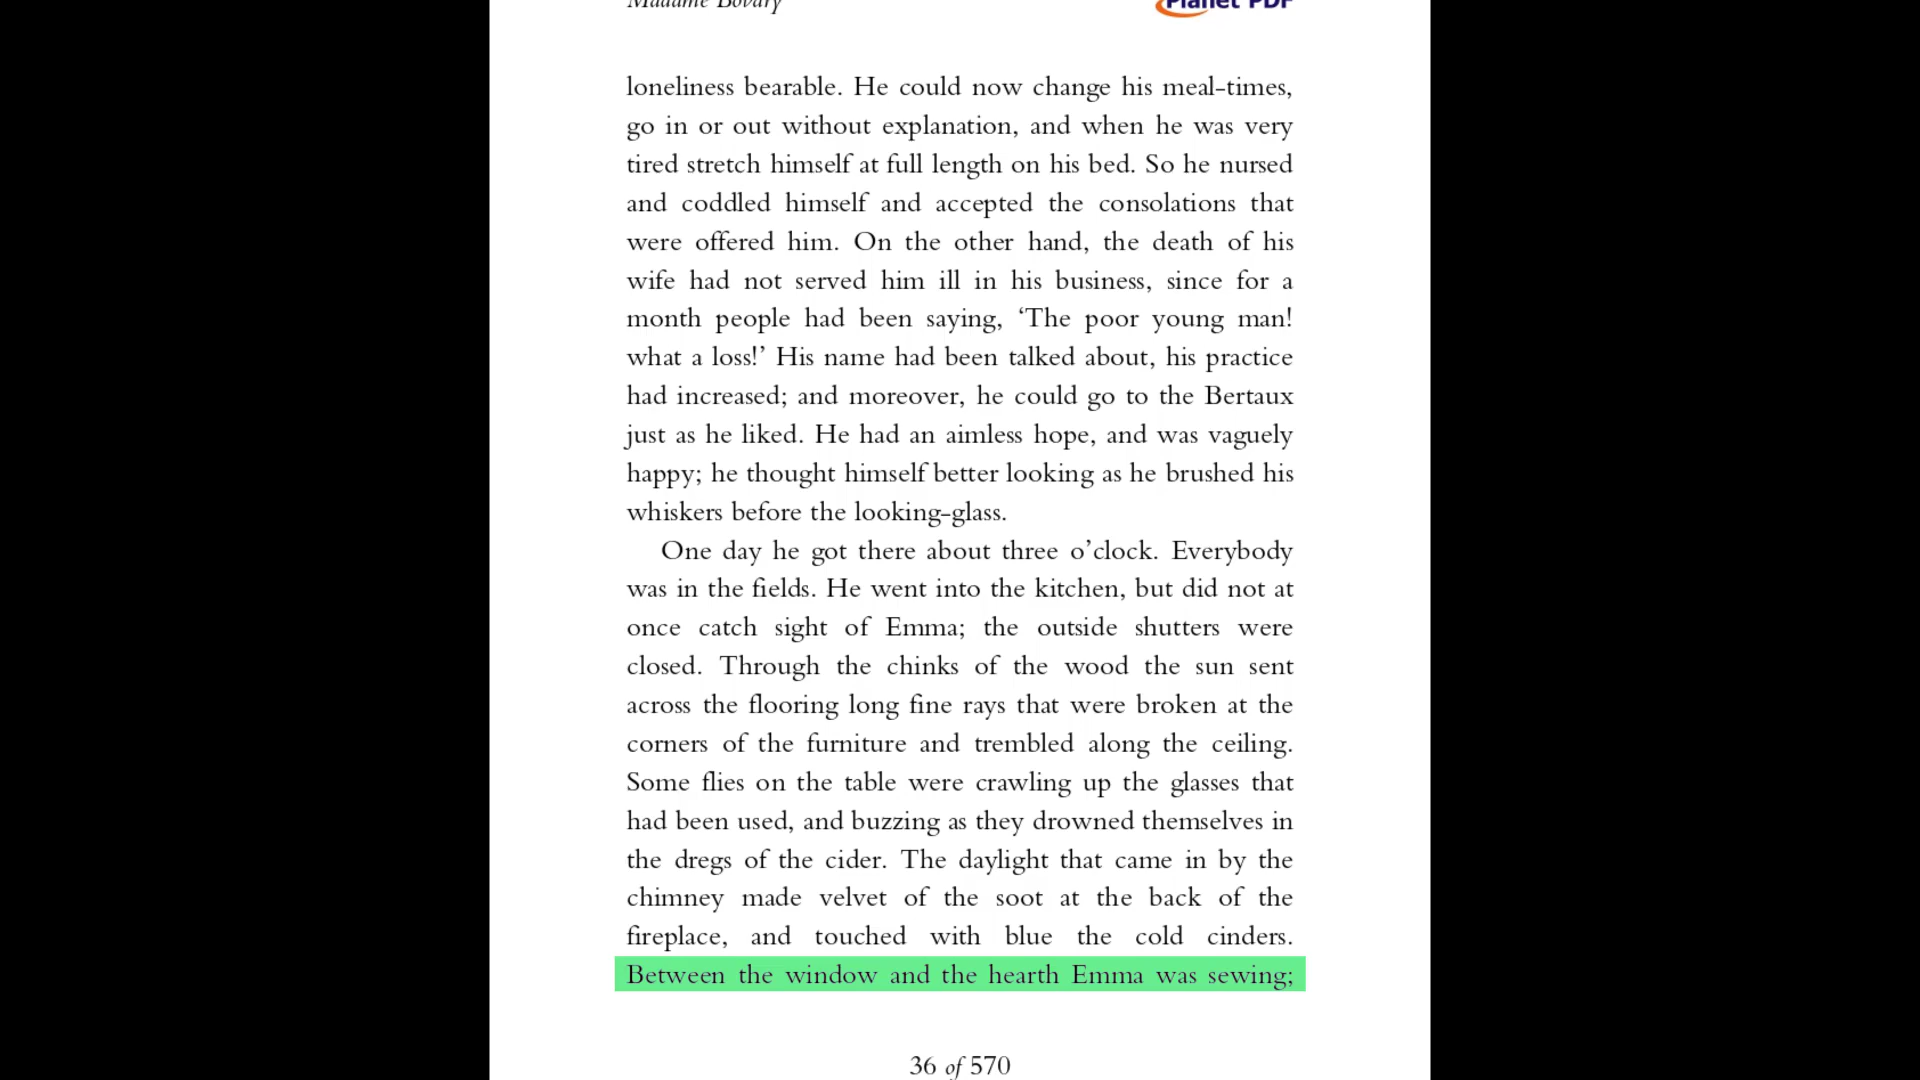 Madame Bovary
Planet PDF
loneliness bearable. He could now change his meal-times,
go in or out without explanation, and when he was very
tired stretch himself at full length on his bed. So he nursed
and coddled himself and accepted the consolations that
were offered him. On the other hand, the death of his
wife had not served him ill in his business, since for a
month people had been saying, ‘The poor young man!
what a loss!’ His name had been talked about, his practice
had increased; and moreover, he could go to the Bertaux
just as he liked. He had an aimless hope, and was vaguely
happy; he thought himself better looking as he brushed his
whiskers before the looking-glass.
One day he got there about three o’clock. Everybody
was in the fields. He went into the kitchen, but did not at
once catch sight of Emma; the outside shutters were
closed. Through the chinks of the wood the sun sent
across the flooring long fine rays that were broken at the
corners of the furniture and trembled along the ceiling.
Some flies on the table were crawling up the glasses that
had been used, and buzzing as they drowned themselves in
the dregs of the cider. The daylight that came in by the
chimney made velvet of the soot at the back of the
fireplace, and touched with blue the cold cinders.
Between the window and the hearth Emma was sewing;
36 of 570